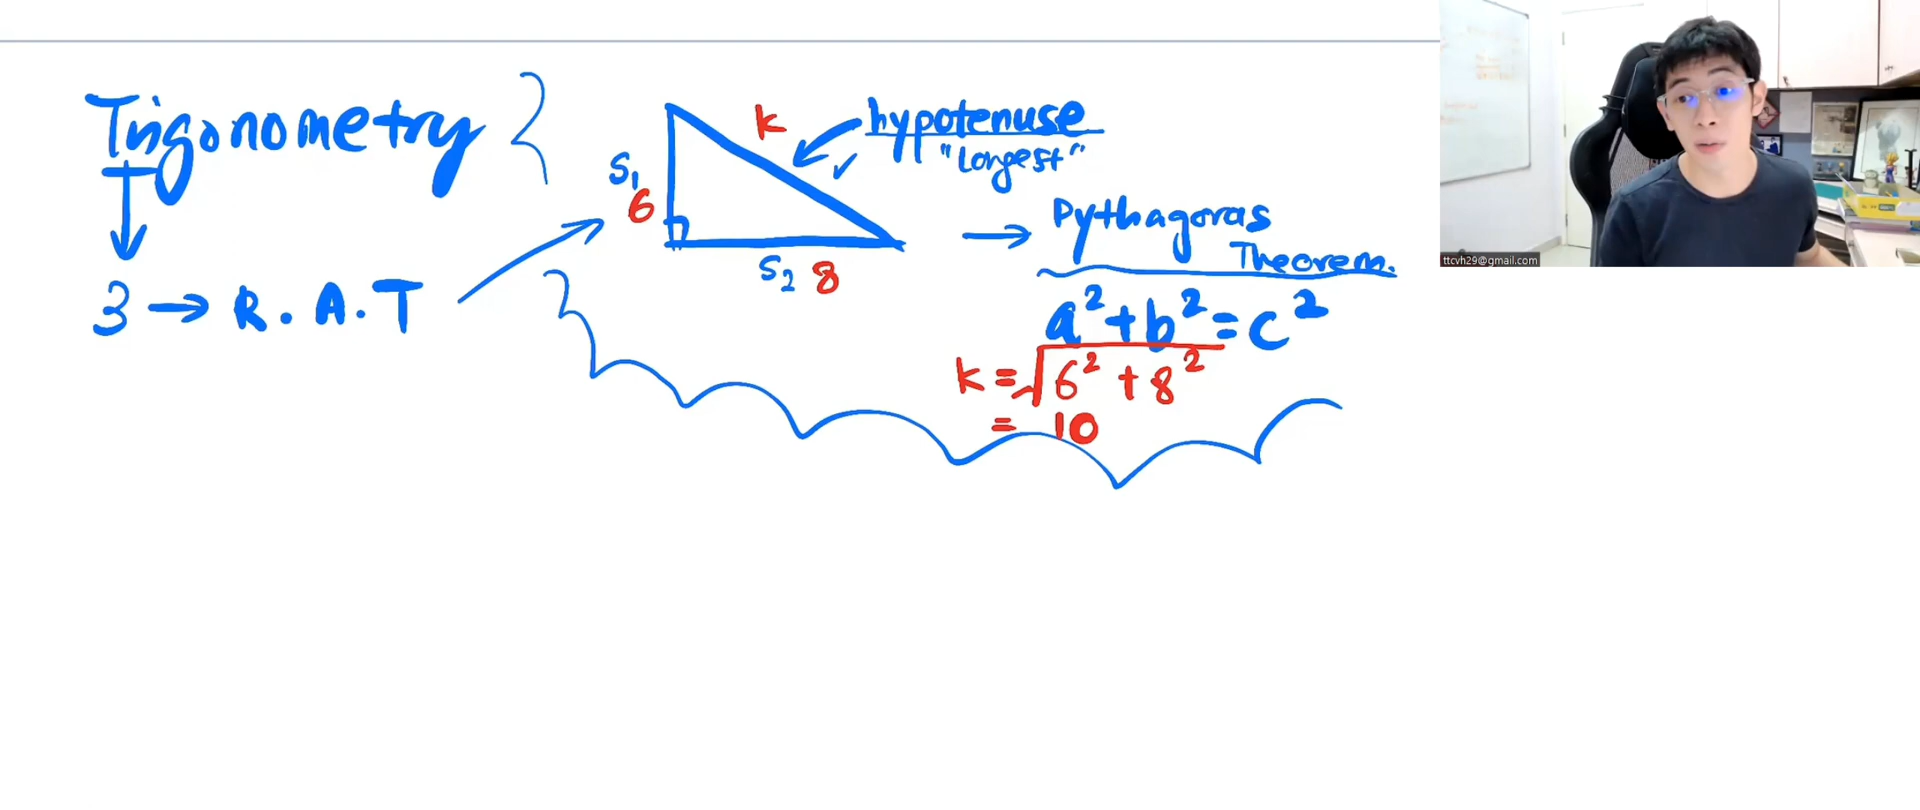 Trigonometry
3 → R.A.T
k
hypotenuse
"Longest"
S₁
6
S₂ 8
→ Pythagoras
Theorem.
a² + b² = c²
k = √6² + 8²
= 10
ttcvh29@gmail.com